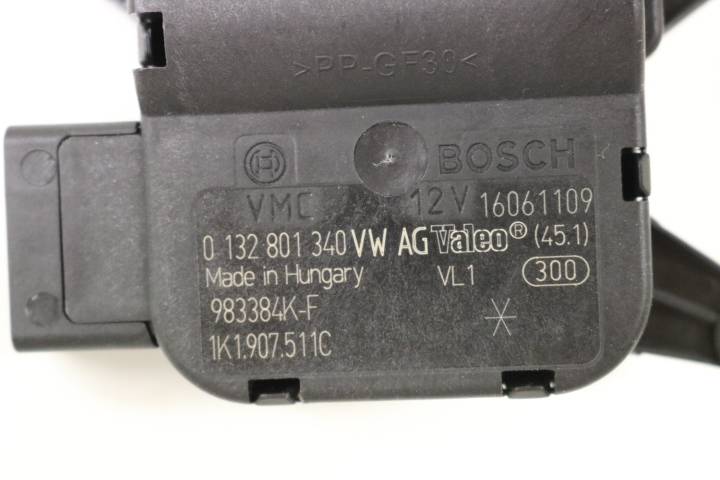 >PP-GF30<
BOSCH
VMC 12V 16061109
0 132 801 340 VW AG Valeo® (45.1)
Made in Hungary VL1 300
983384K-F
1K1.907.511C